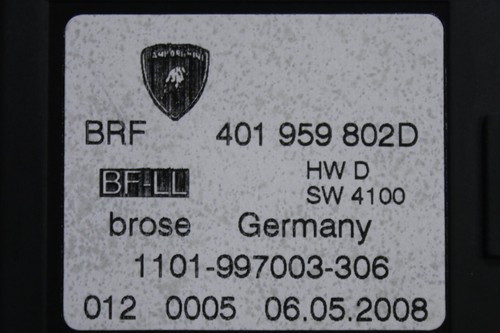 LAMBORGHINI
BRF 401 959 802D
BF-LL HW D
SW 4100
brose Germany
1101-997003-306
012 0005 06.05.2008